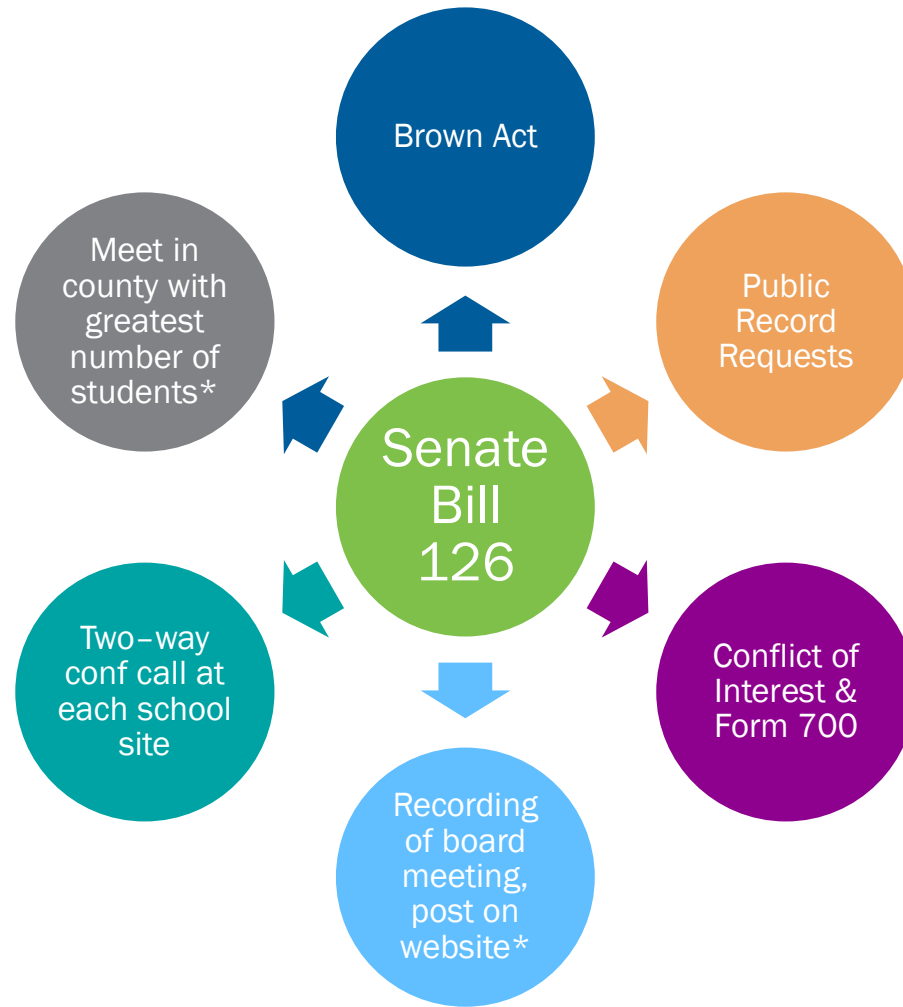 Brown Act
Meet in
county with
greatest
number of
students*
Public
Record
Requests
Senate
Bill
126
Two–way
conf call at
each school
site
Conflict of
Interest &
Form 700
Recording
of board
meeting,
post on
website*